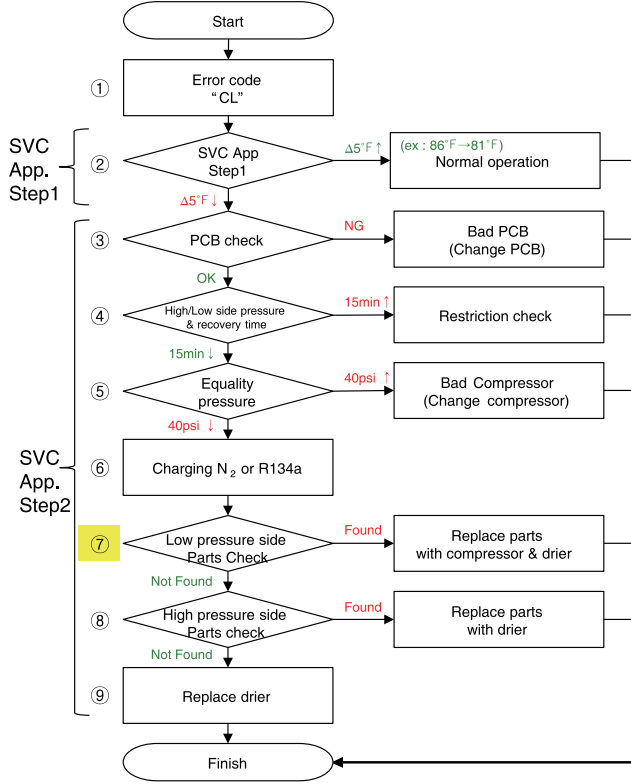 Start
①
Error code
“CL”
SVC
App.
Step1
②
SVC App
Step1
Δ5°F↑
(ex : 86°F→81°F)
Normal operation
Δ5°F↓
③
PCB check
NG
Bad PCB
(Change PCB)
OK
④
High/Low side pressure
& recovery time
15min↑
Restriction check
15min↓
⑤
Equality
pressure
40psi ↑
Bad Compressor
(Change compressor)
40psi ↓
SVC
App.
Step2
⑥
Charging N₂ or R134a
⑦
Low pressure side
Parts Check
Found
Replace parts
with compressor & drier
Not Found
⑧
High pressure side
Parts check
Found
Replace parts
with drier
Not Found
⑨
Replace drier
Finish